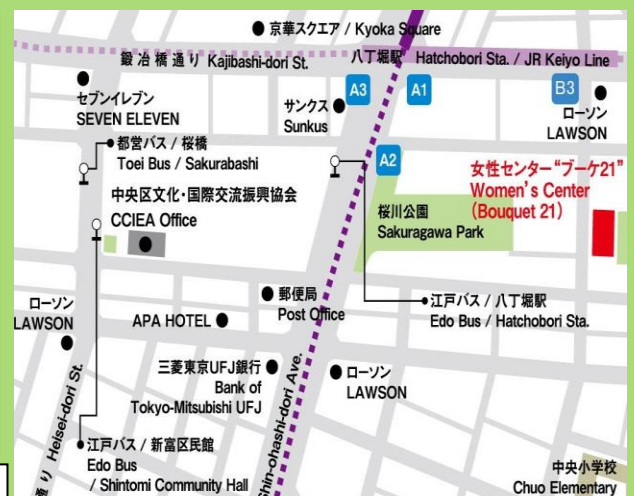 京華スクエア / Kyoka Square
鍛冶橋通り Kajibashi-dori St.
八丁堀駅 Hatchobori Sta. / JR Keiyo Line
セブンイレブン
SEVEN ELEVEN
サンクス
Sunkus
A3
A1
B3
ローソン
LAWSON
都営バス / 桜橋
Toei Bus / Sakurabashi
A2
女性センター“ブーケ21”
Women's Center
(Bouquet 21)
中央区文化・国際交流振興協会
CCIEA Office
桜川公園
Sakuragawa Park
郵便局
Post Office
江戸バス / 八丁堀駅
Edo Bus / Hatchobori Sta.
ローソン
LAWSON
APA HOTEL
三菱東京UFJ銀行
Bank of
Tokyo-Mitsubishi UFJ
ローソン
LAWSON
通り Heisei-dori St.
Shin-ohashi-dori Ave.
江戸バス / 新富区民館
Edo Bus
/ Shintomi Community Hall
中央小学校
Chuo Elementary